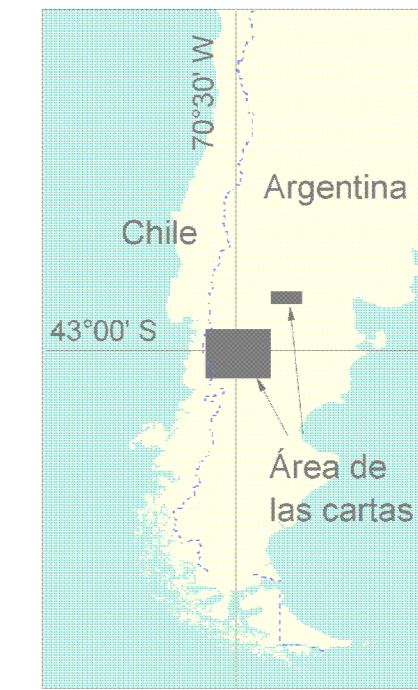 70°30' W
Argentina
Chile
43°00' S
Área de
las cartas